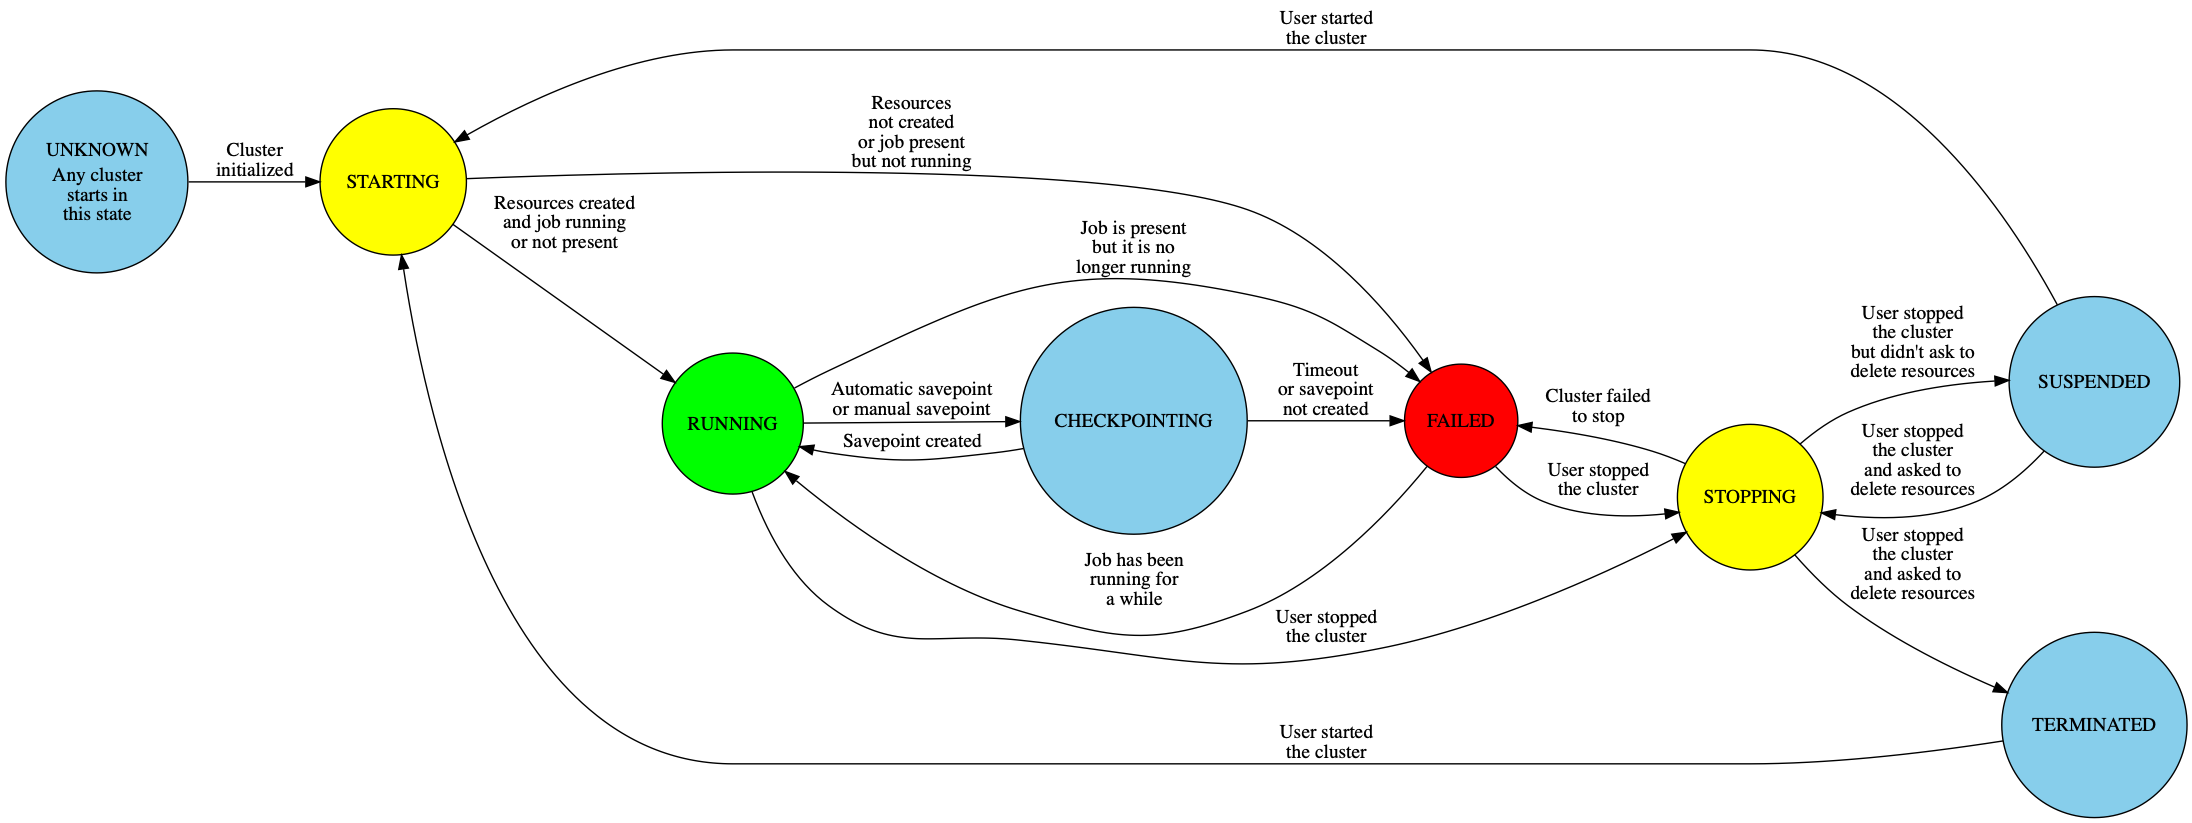 User started
the cluster
Resources
not created
or job present
but not running
UNKNOWN
Any cluster
starts in
this state
Cluster
initialized
STARTING
Resources created
and job running
or not present
Job is present
but it is no
longer running
User stopped
the cluster
but didn't ask to
delete resources
SUSPENDED
RUNNING
Automatic savepoint
or manual savepoint
Savepoint created
CHECKPOINTING
Timeout
or savepoint
not created
FAILED
Cluster failed
to stop
User stopped
the cluster
STOPPING
User stopped
the cluster
and asked to
delete resources
User stopped
the cluster
and asked to
delete resources
Job has been
running for
a while
User stopped
the cluster
TERMINATED
User started
the cluster